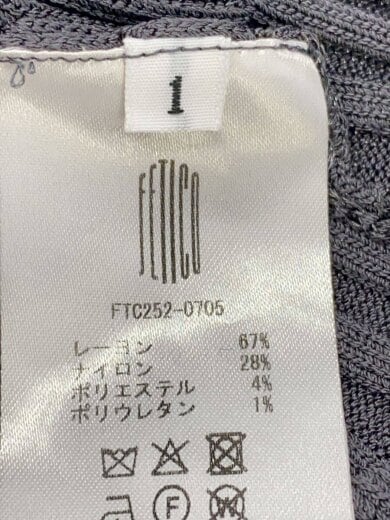 1
FETICO
FTC252-0705
レーヨン 67%
ナイロン 28%
ポリエステル 4%
ポリウレタン 1%
F
W